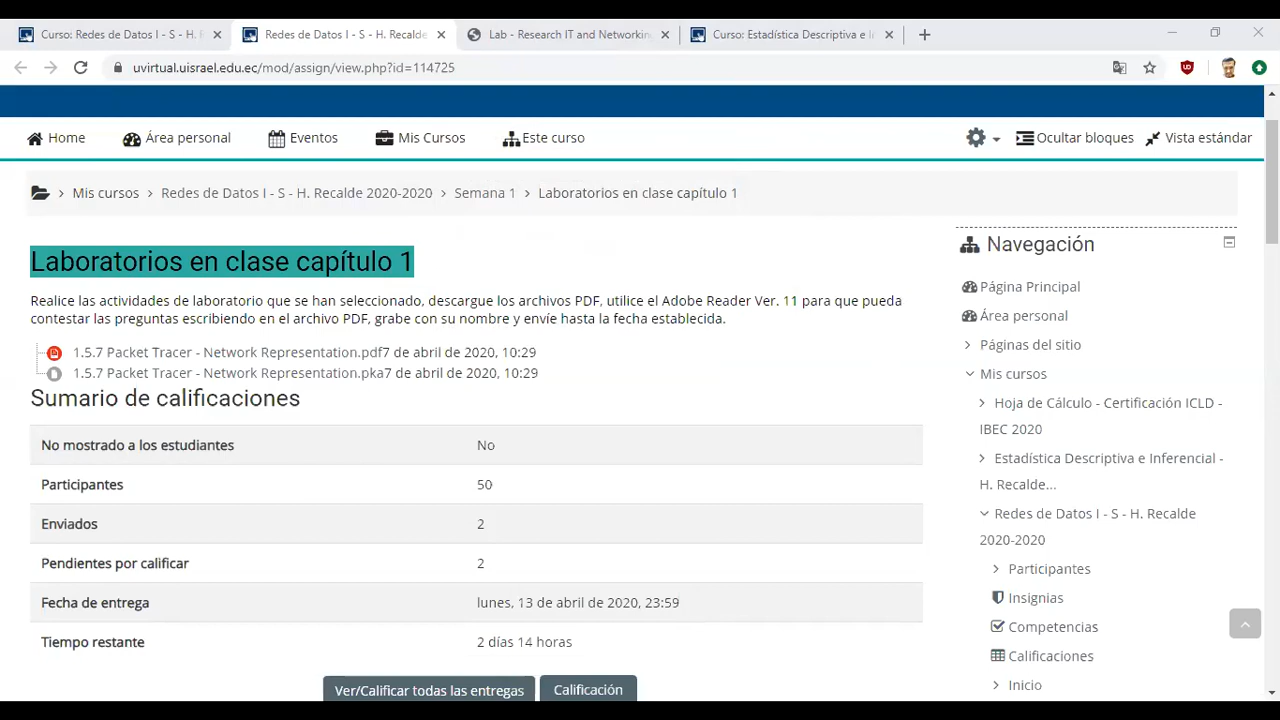 Curso: Redes de Datos I - S - H. R
Redes de Datos I - S - H. Recalde
Lab - Research IT and Networking
Curso: Estadística Descriptiva e In
uvirtual.uisrael.edu.ec/mod/assign/view.php?id=114725
Home
Área personal
Eventos
Mis Cursos
Este curso
Ocultar bloques
Vista estándar
Mis cursos
Redes de Datos I - S - H. Recalde 2020-2020
Semana 1
Laboratorios en clase capítulo 1
Laboratorios en clase capítulo 1
Realice las actividades de laboratorio que se han seleccionado, descargue los archivos PDF, utilice el Adobe Reader Ver. 11 para que pueda
contestar las preguntas escribiendo en el archivo PDF, grabe con su nombre y envíe hasta la fecha establecida.
1.5.7 Packet Tracer - Network Representation.pdf7 de abril de 2020, 10:29
1.5.7 Packet Tracer - Network Representation.pka7 de abril de 2020, 10:29
Sumario de calificaciones
No mostrado a los estudiantes No
Participantes 50
Enviados 2
Pendientes por calificar 2
Fecha de entrega lunes, 13 de abril de 2020, 23:59
Tiempo restante 2 días 14 horas
Ver/Calificar todas las entregas
Calificación
Navegación
Página Principal
Área personal
Páginas del sitio
Mis cursos
Hoja de Cálculo - Certificación ICLD -
IBEC 2020
Estadística Descriptiva e Inferencial -
H. Recalde...
Redes de Datos I - S - H. Recalde
2020-2020
Participantes
Insignias
Competencias
Calificaciones
Inicio